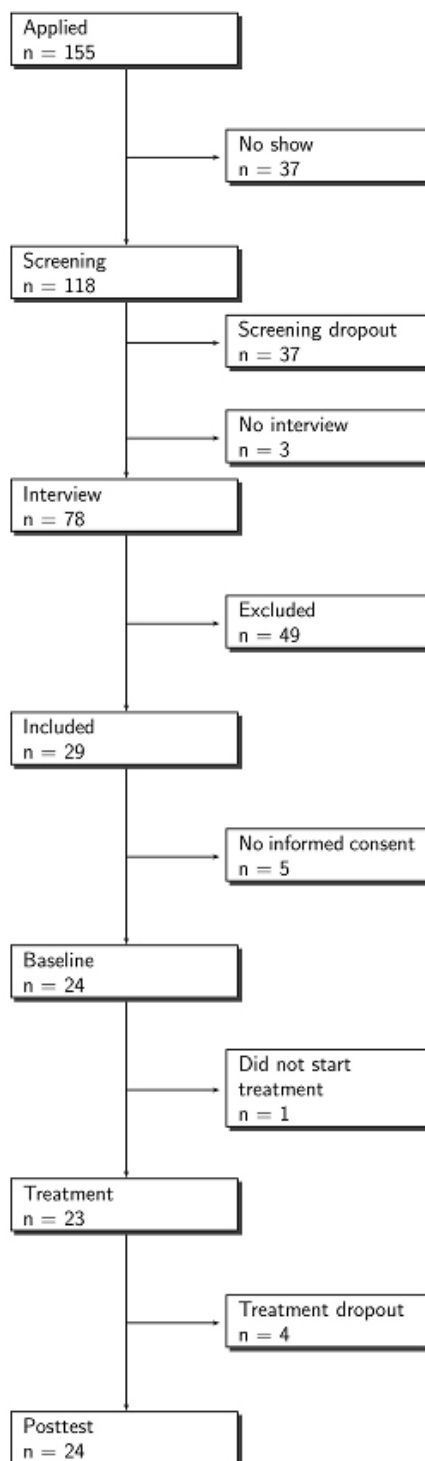 Applied
n = 155
No show
n = 37
Screening
n = 118
Screening dropout
n = 37
No interview
n = 3
Interview
n = 78
Excluded
n = 49
Included
n = 29
No informed consent
n = 5
Baseline
n = 24
Did not start
treatment
n = 1
Treatment
n = 23
Treatment dropout
n = 4
Posttest
n = 24